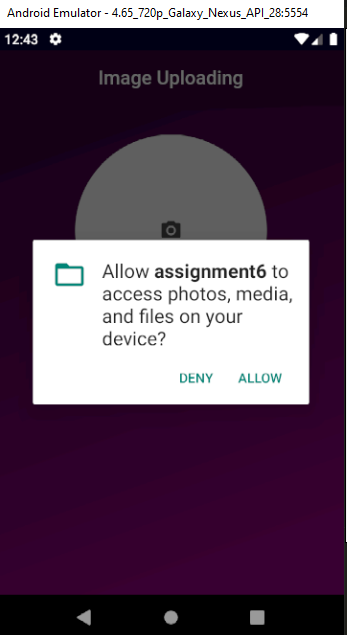 Android Emulator - 4.65_720p_Galaxy_Nexus_API_28:5554
12:43
Image Uploading
Allow assignment6 to
access photos, media,
and files on your
device?
DENY ALLOW